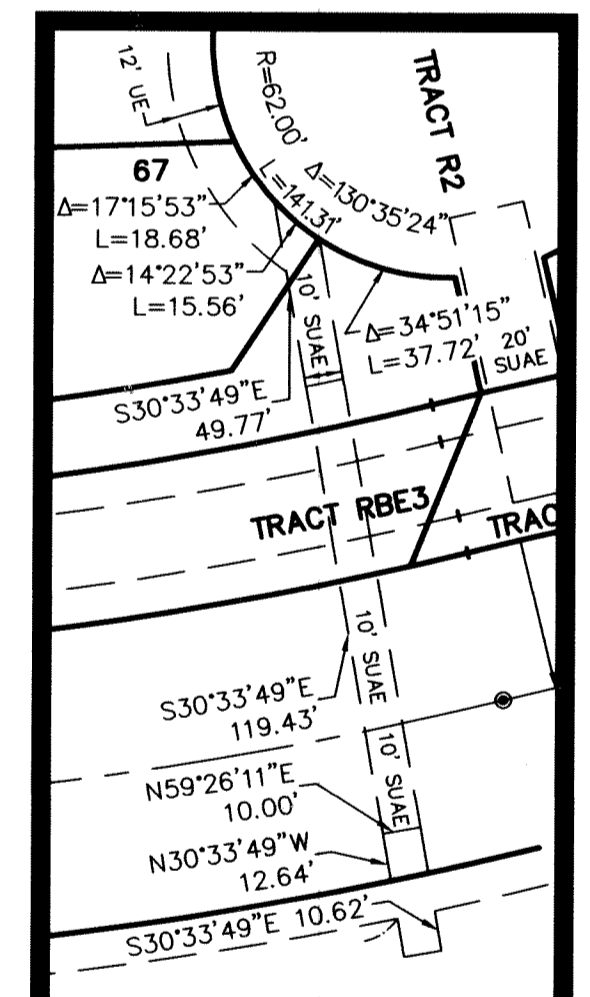 12' UE
R=62.00'
TRACT R2
67
Δ=130°35'24"
L=141.31'
Δ=17°15'53"
L=18.68'
Δ=14°22'53"
L=15.56'
10' SUAE
Δ=34°51'15"
L=37.72'
20'
SUAE
S30°33'49"E
49.77'
TRACT RBE3
TRAC
10' SUAE
S30°33'49"E
119.43'
10' SUAE
N59°26'11"E
10.00'
N30°33'49"W
12.64'
S30°33'49"E 10.62'